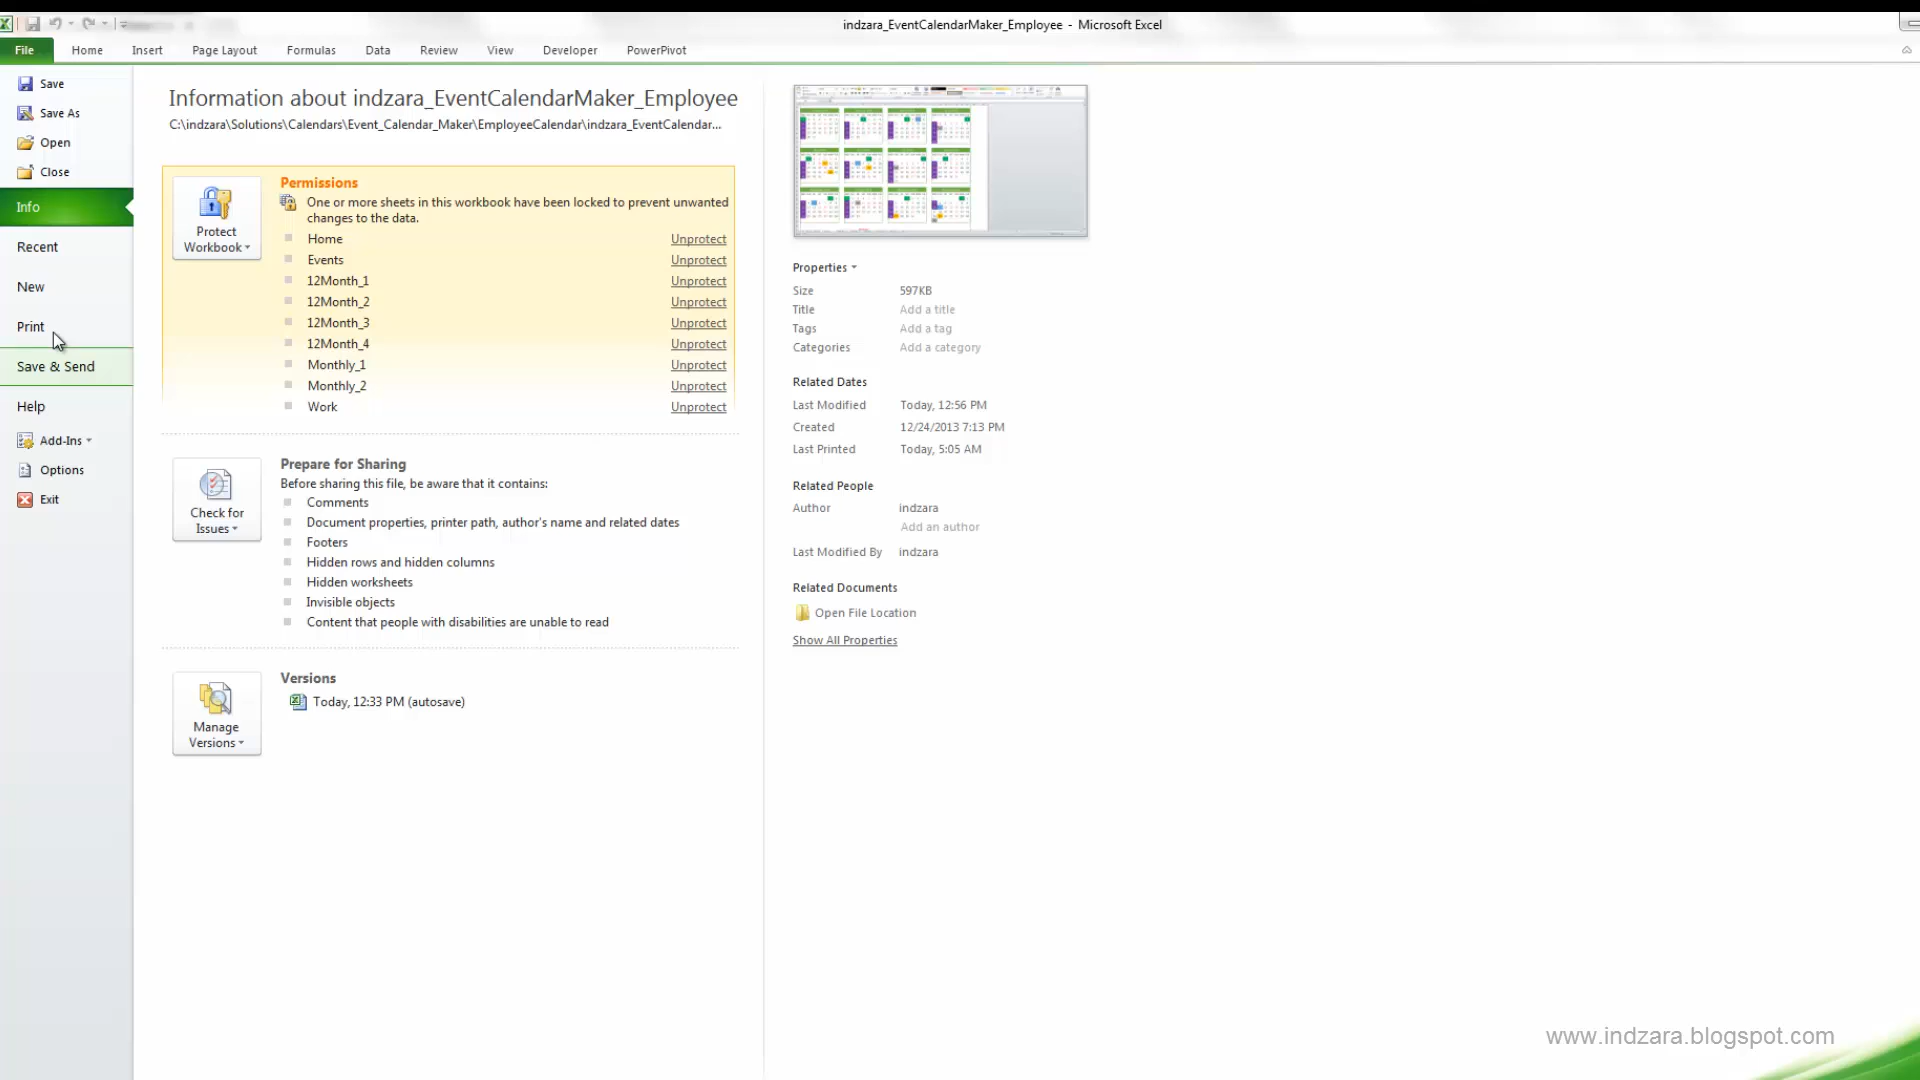 indzara_EventCalendarMaker_Employee - Microsoft Excel
File Home Insert Page Layout Formulas Data Review View Developer PowerPivot
Save
Save As
Open
Close
Info
Recent
New
Print
Save & Send
Help
Add-Ins
Options
Exit
Information about indzara_EventCalendarMaker_Employee
C:\indzara\Solutions\Calendars\Event_Calendar_Maker\EmployeeCalendar\indzara_EventCalendar...
Protect
Workbook
Permissions
One or more sheets in this workbook have been locked to prevent unwanted
changes to the data.
Home Unprotect
Events Unprotect
12Month_1 Unprotect
12Month_2 Unprotect
12Month_3 Unprotect
12Month_4 Unprotect
Monthly_1 Unprotect
Monthly_2 Unprotect
Work Unprotect
Check for
Issues
Prepare for Sharing
Before sharing this file, be aware that it contains:
Comments
Document properties, printer path, author's name and related dates
Footers
Hidden rows and hidden columns
Hidden worksheets
Invisible objects
Content that people with disabilities are unable to read
Manage
Versions
Versions
Today, 12:33 PM (autosave)
Properties
Size 597KB
Title Add a title
Tags Add a tag
Categories Add a category
Related Dates
Last Modified Today, 12:56 PM
Created 12/24/2013 7:13 PM
Last Printed Today, 5:05 AM
Related People
Author indzara
Add an author
Last Modified By indzara
Related Documents
Open File Location
Show All Properties
www.indzara.blogspot.com